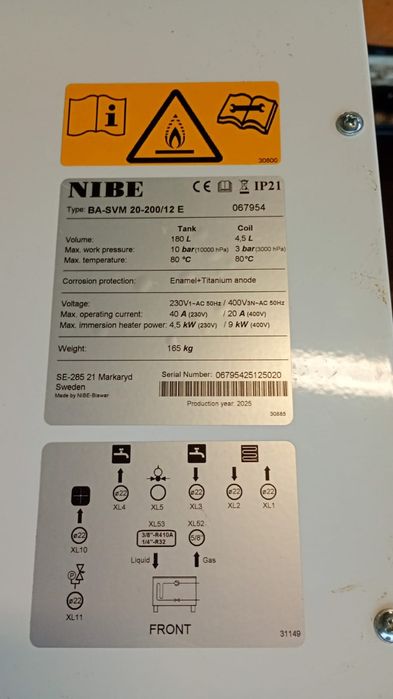 30600
NIBE CE IP21
Type: BA-SVM 20-200/12 E 067954
Tank Coil
Volume: 180 L 4,5 L
Max. work pressure: 10 bar(10000 hPa) 3 bar(3000 hPa)
Max. temperature: 80 °C 80°C
Corrosion protection: Enamel+Titanium anode
Voltage: 230V1~AC 50Hz / 400V3N~AC 50Hz
Max. operating current: 40 A (230V) / 20 A (400V)
Max. immersion heater power: 4,5 kW (230V) / 9 kW (400V)
Weight: 165 kg
SE-285 21 Markaryd
Sweden
Made by NIBE-Biawar
Serial Number: 06795425125020
Production year: 2025
30885
ø22 ø22 ø22 ø22
XL4 XL5 XL3 XL2 XL1
ø22
XL10
XL53 XL52
3/8"-R410A
1/4"-R32
5/8"
Liquid Gas
P
ø22
XL11
FRONT
31149